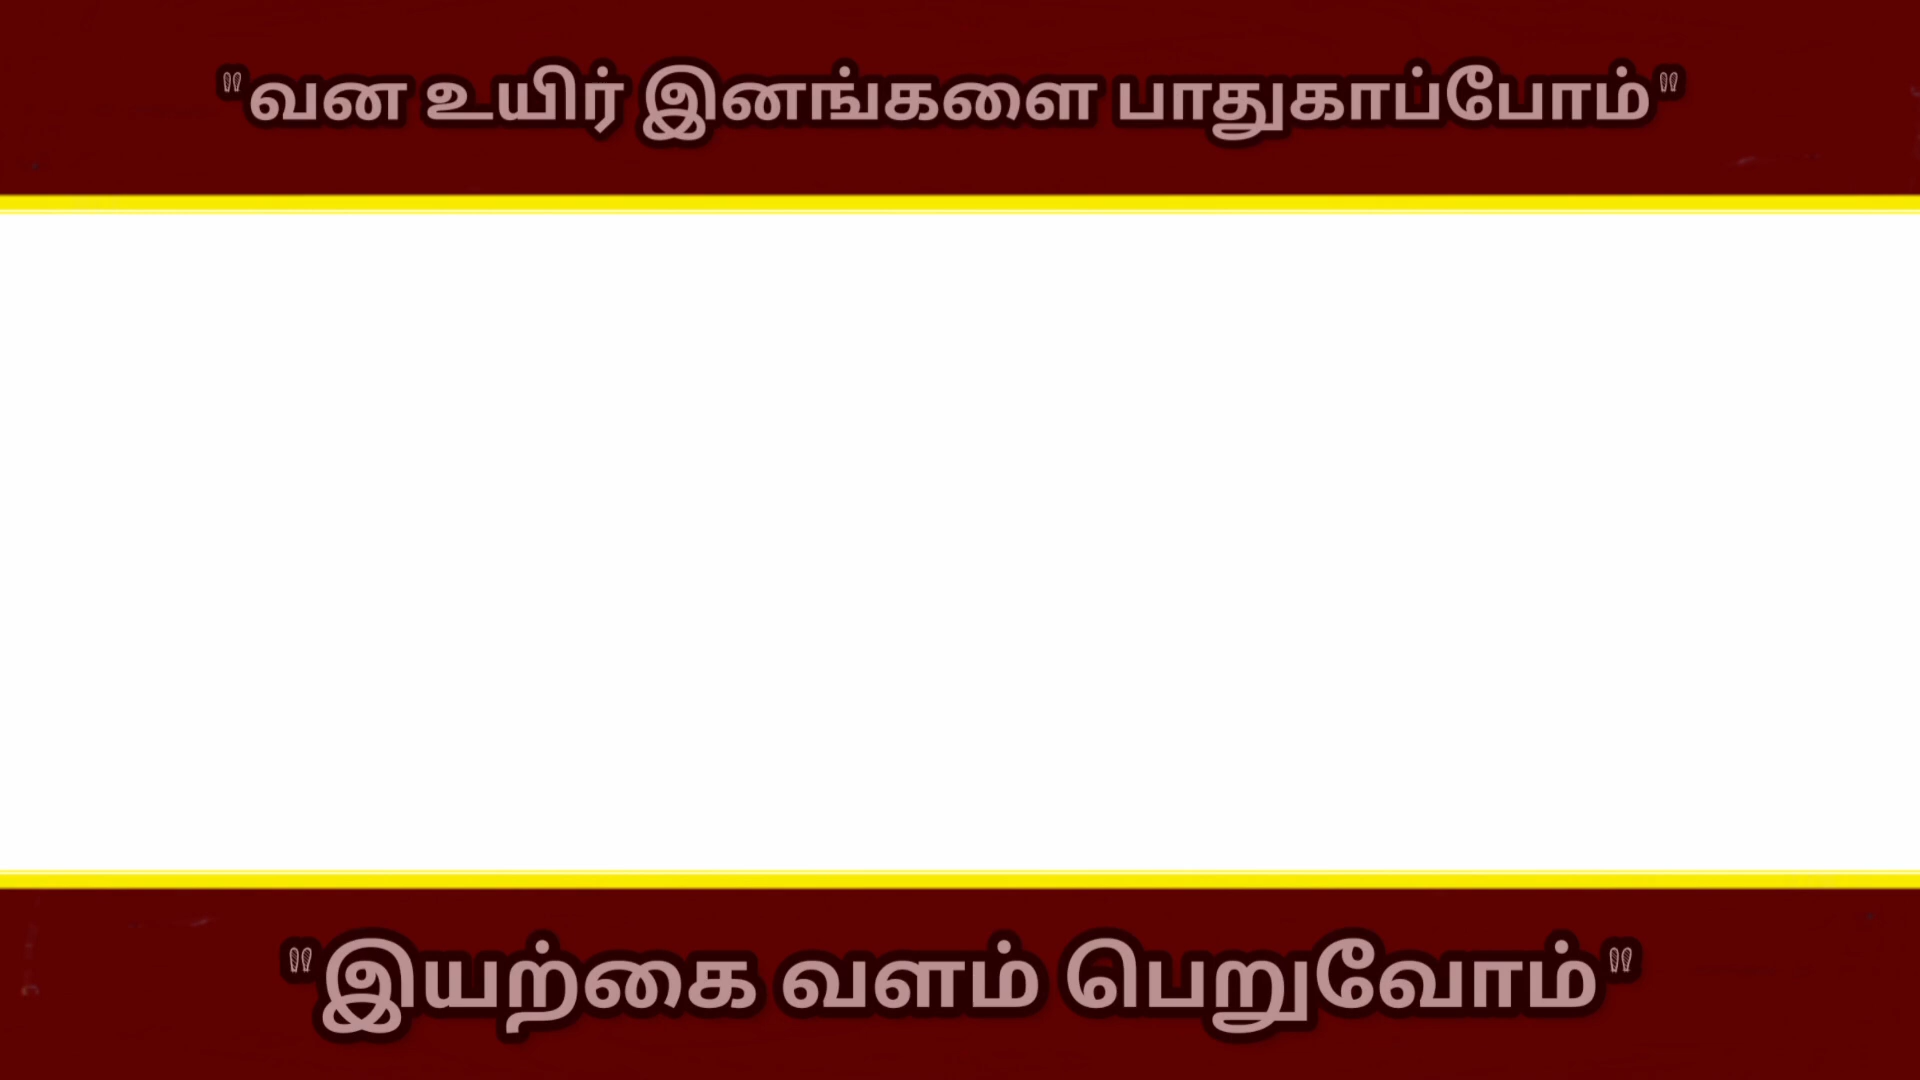 "வன உயிர் இனங்களை பாதுகாப்போம்"
"இயற்கை வளம் பெறுவோம்"